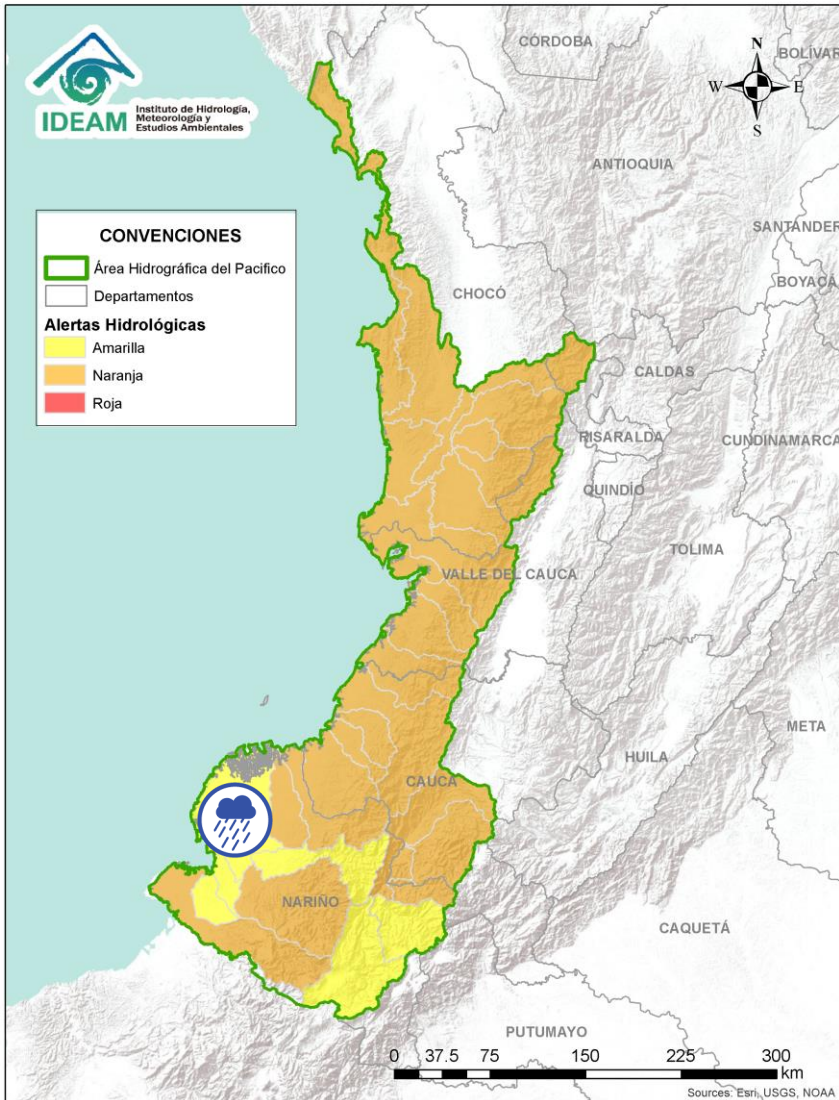 IDEAM
Instituto de Hidrología,
Meteorología y
Estudios Ambientales
N
W
E
S
CÓRDOBA
BOLÍVAR
ANTIOQUIA
SANTANDER
BOYACÁ
CHOCÓ
CALDAS
RISARALDA
CUNDINAMARCA
QUINDÍO
TOLIMA
VALLE DEL CAUCA
META
HUILA
CAUCA
NARIÑO
CAQUETÁ
PUTUMAYO
CONVENCIONES
Área Hidrográfica del Pacifico
Departamentos
Alertas Hidrológicas
Amarilla
Naranja
Roja
0 37.5 75 150 225 300
km
Sources: Esri, USGS, NOAA